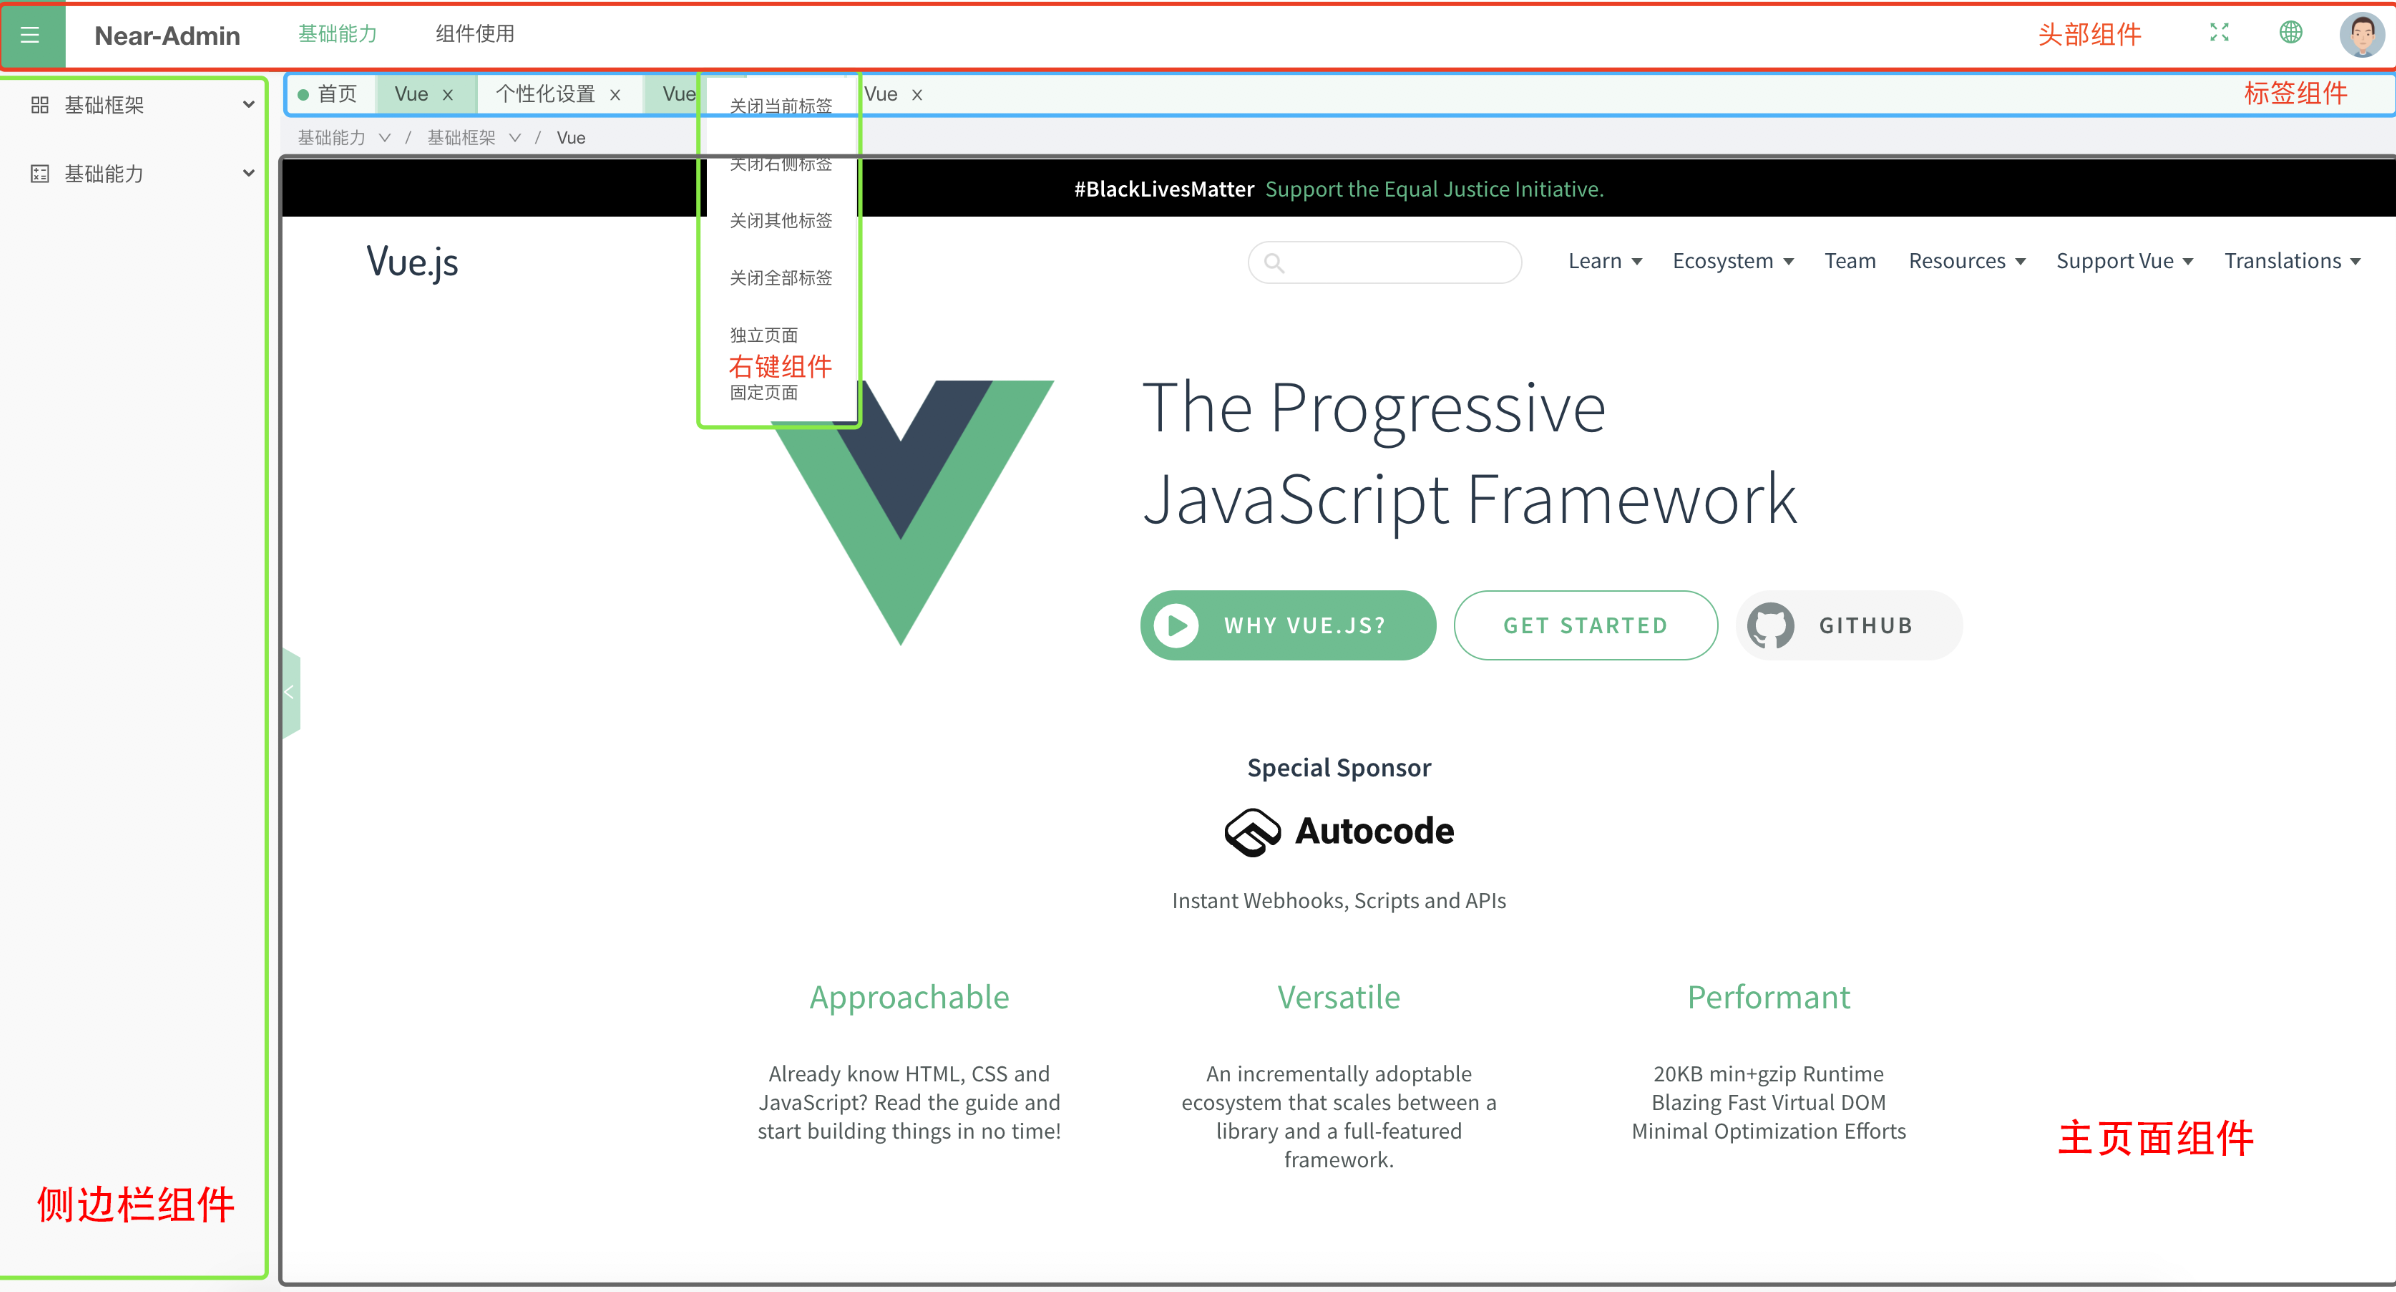 Near-Admin 基础能力 组件使用 头部组件
基础框架
基础能力
首页 Vue x 个性化设置 x Vue Vue x 标签组件
基础能力 / 基础框架 / Vue
关闭当前标签
关闭右侧标签
关闭其他标签
关闭全部标签
独立页面
右键组件
固定页面
#BlackLivesMatter Support the Equal Justice Initiative.
Vue.js Learn Ecosystem Team Resources Support Vue Translations
The Progressive
JavaScript Framework
WHY VUE.JS? GET STARTED GITHUB
Special Sponsor
Autocode
Instant Webhooks, Scripts and APIs
Approachable
Already know HTML, CSS and
JavaScript? Read the guide and
start building things in no time!
Versatile
An incrementally adoptable
ecosystem that scales between a
library and a full-featured
framework.
Performant
20KB min+gzip Runtime
Blazing Fast Virtual DOM
Minimal Optimization Efforts
主页面组件
侧边栏组件